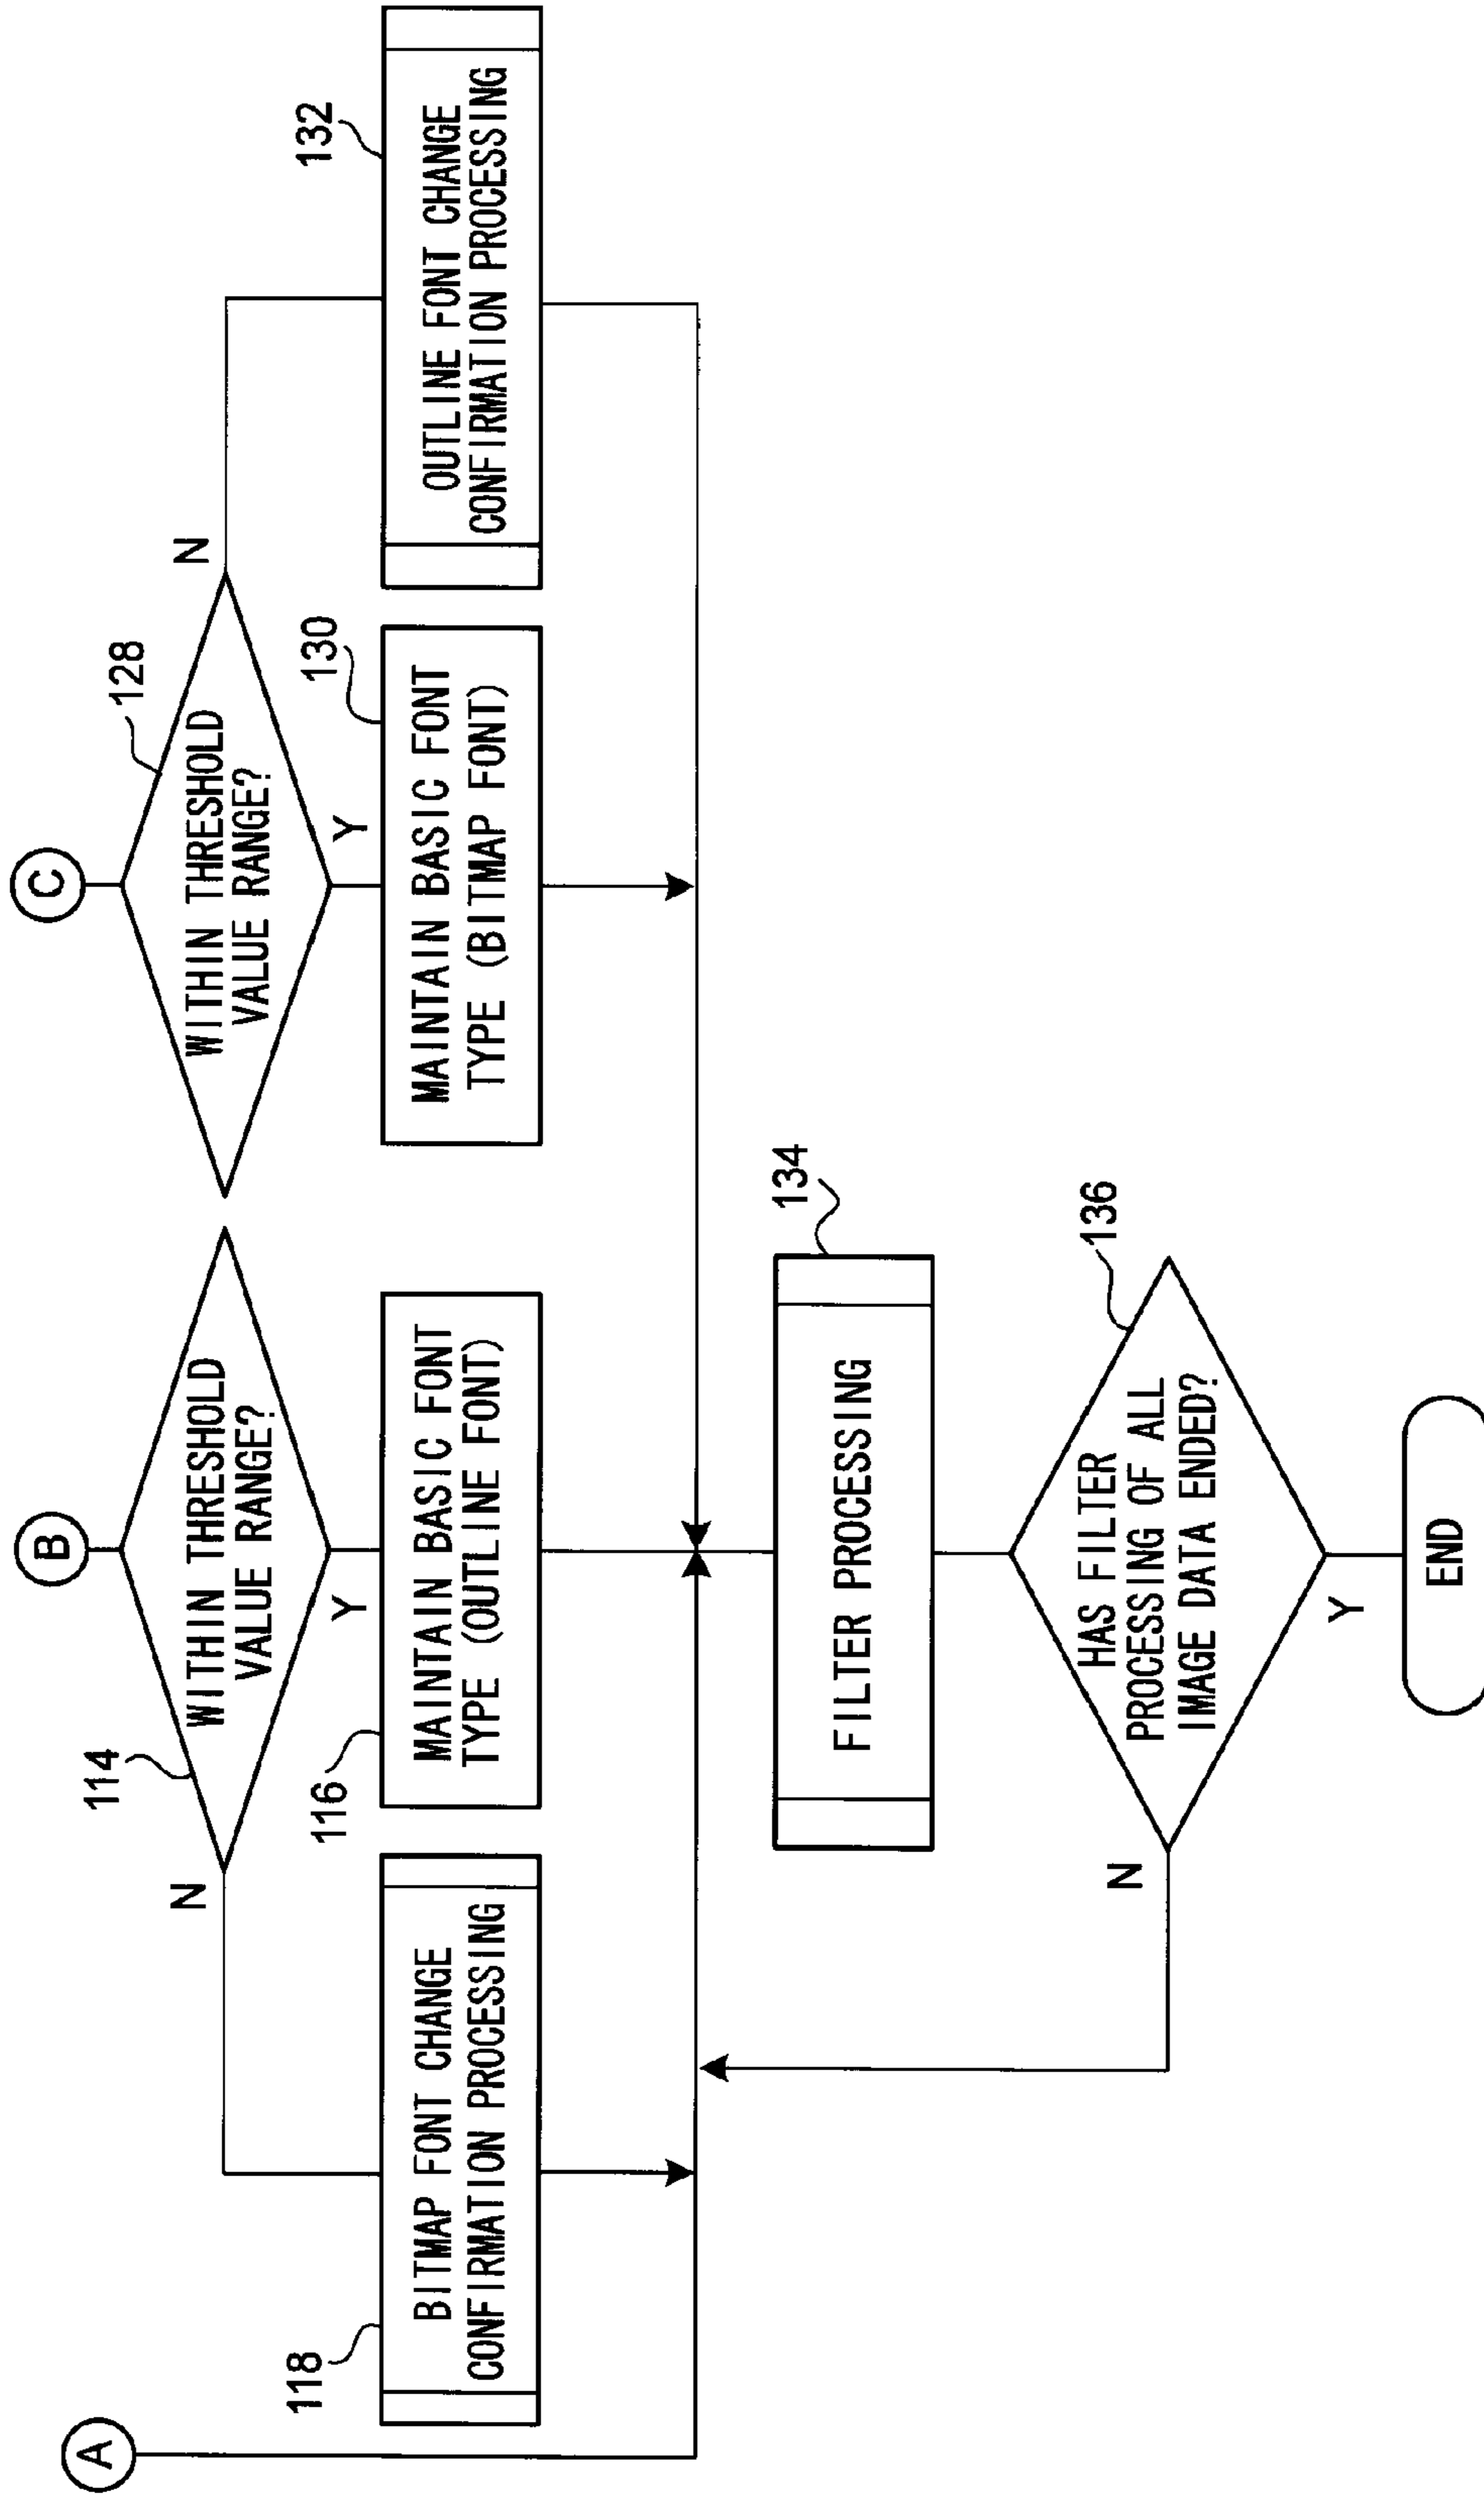 A
B
C
114
WITHIN THRESHOLD
VALUE RANGE?
N
Y
128
WITHIN THRESHOLD
VALUE RANGE?
N
Y
118
BITMAP FONT CHANGE
CONFIRMATION PROCESSING
116
MAINTAIN BASIC FONT
TYPE (OUTLINE FONT)
130
MAINTAIN BASIC FONT
TYPE (BITMAP FONT)
132
OUTLINE FONT CHANGE
CONFIRMATION PROCESSING
134
FILTER PROCESSING
136
HAS FILTER
PROCESSING OF ALL
IMAGE DATA ENDED?
N
Y
END